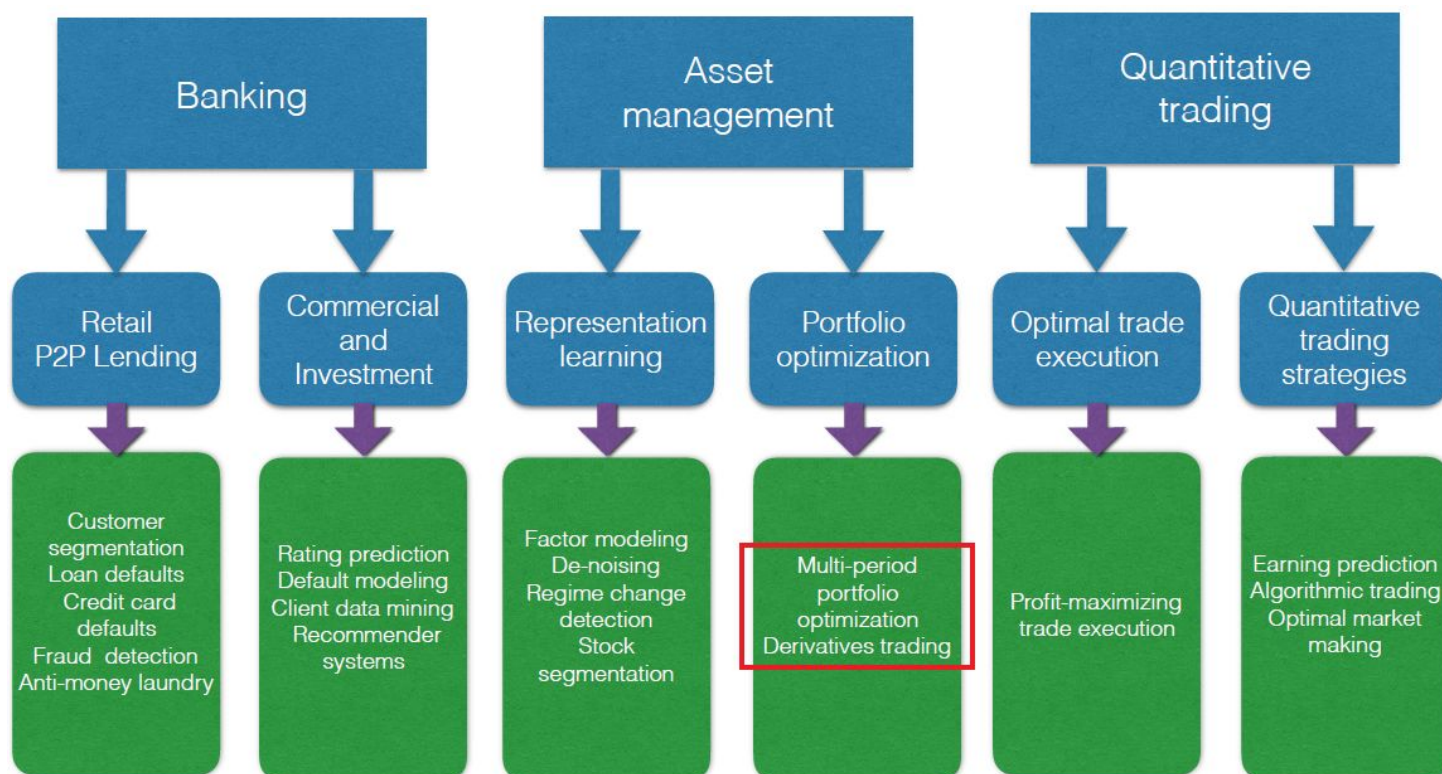 Banking
Asset
management
Quantitative
trading
Retail
P2P Lending
Commercial
and
Investment
Representation
learning
Portfolio
optimization
Optimal trade
execution
Quantitative
trading
strategies
Customer
segmentation
Loan defaults
Credit card
defaults
Fraud detection
Anti-money laundry
Rating prediction
Default modeling
Client data mining
Recommender
systems
Factor modeling
De-noising
Regime change
detection
Stock
segmentation
Multi-period
portfolio
optimization
Derivatives trading
Profit-maximizing
trade execution
Earning prediction
Algorithmic trading
Optimal market
making